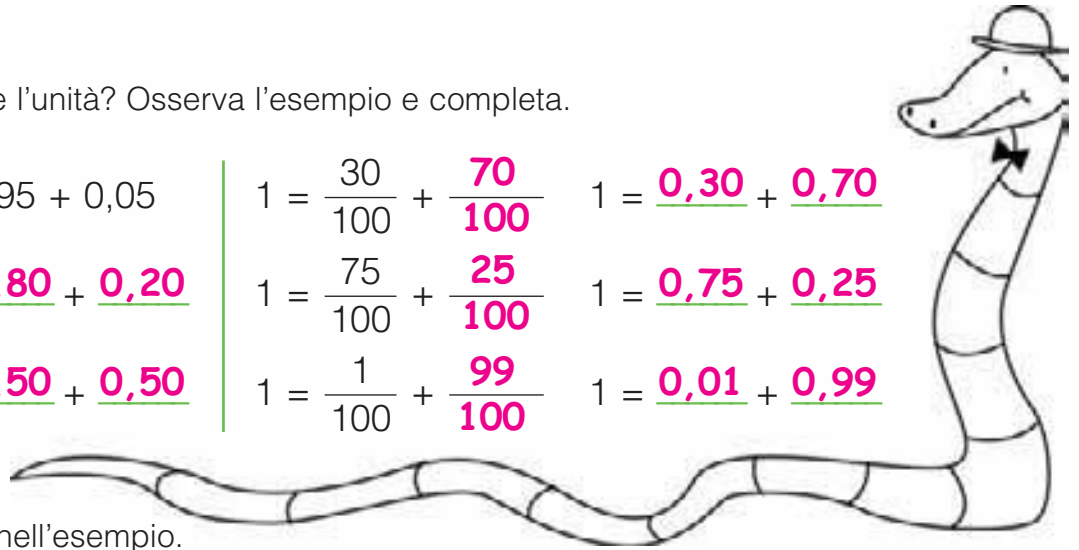 l'unità? Osserva l'esempio e completa.
95 + 0,05
1 = 30/100 + 70/100 1 = 0,30 + 0,70
80 + 0,20
1 = 75/100 + 25/100 1 = 0,75 + 0,25
50 + 0,50
1 = 1/100 + 99/100 1 = 0,01 + 0,99
nell'esempio.